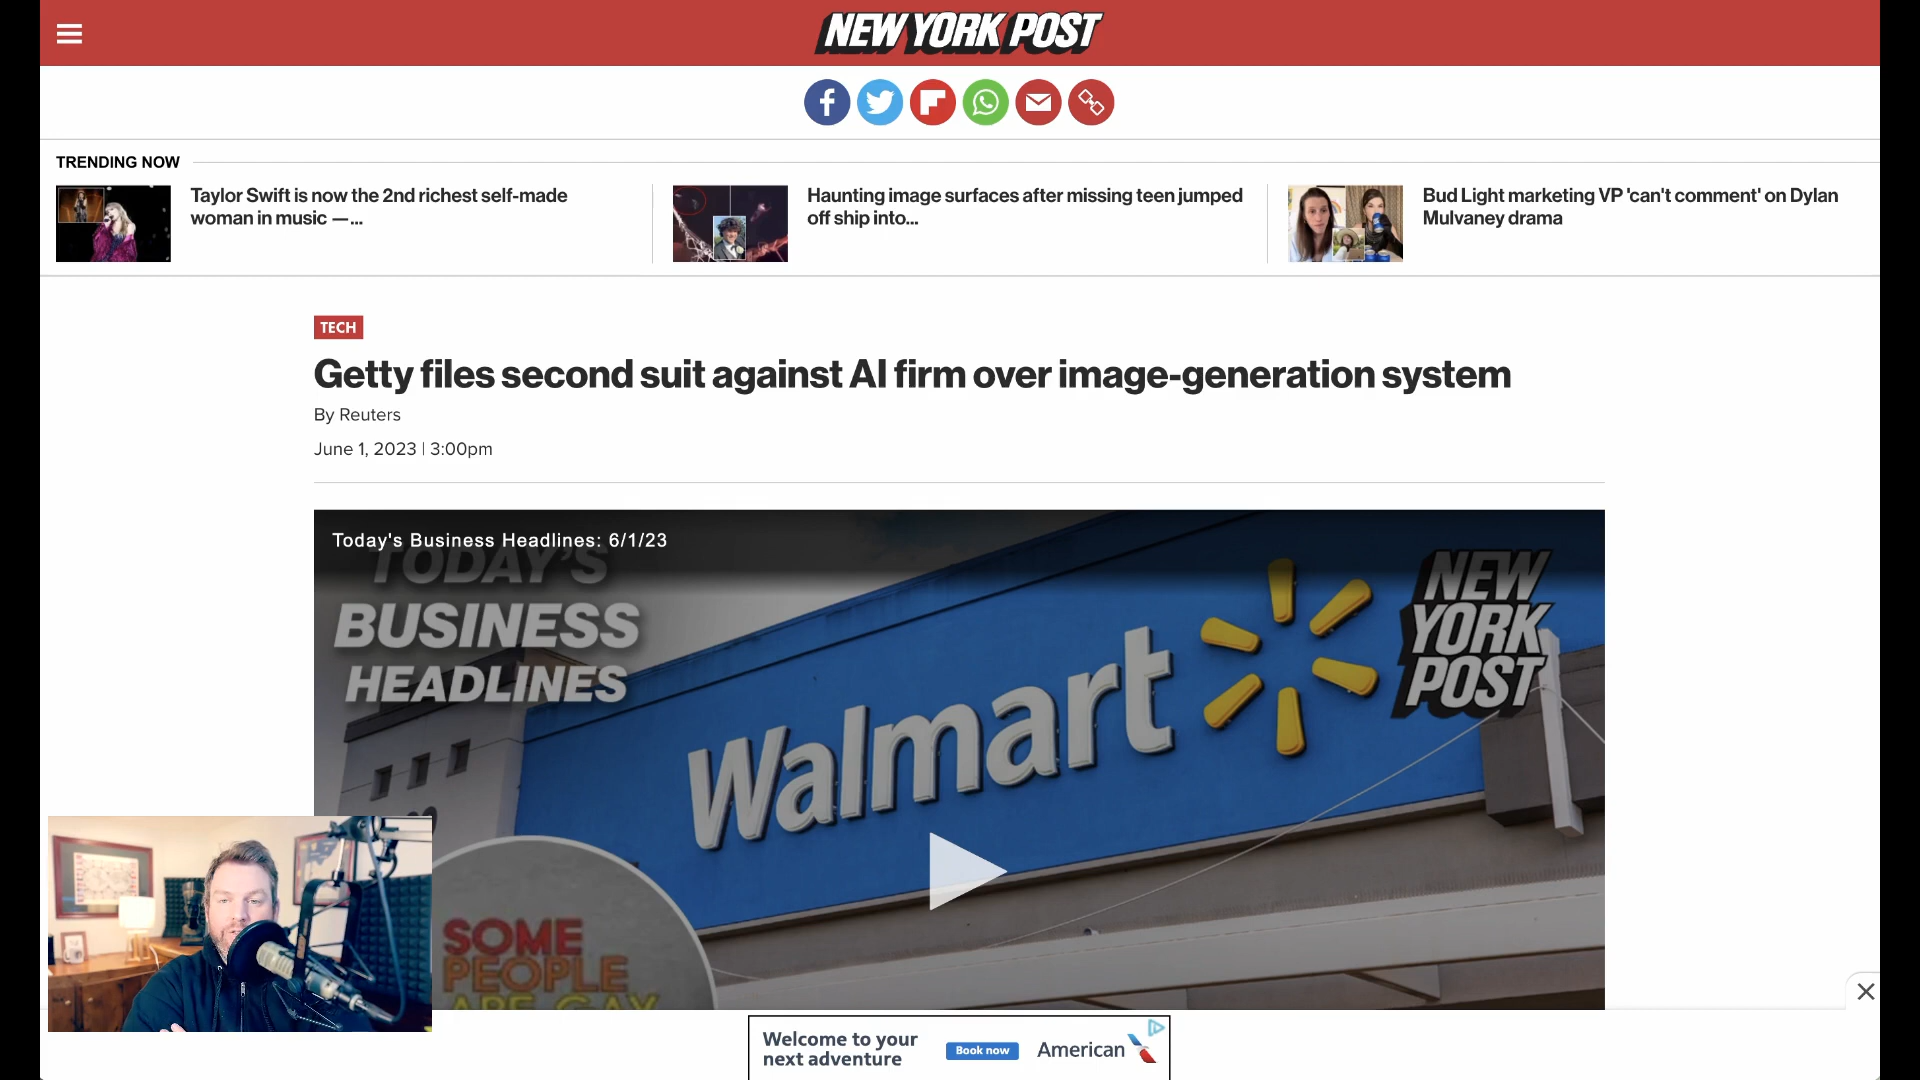 NEW YORK POST
TRENDING NOW
Taylor Swift is now the 2nd richest self-made
woman in music —...
Haunting image surfaces after missing teen jumped
off ship into...
Bud Light marketing VP 'can't comment' on Dylan
Mulvaney drama
TECH
Getty files second suit against AI firm over image-generation system
By Reuters
June 1, 2023 | 3:00pm
Today's Business Headlines: 6/1/23
TODAY'S
BUSINESS
HEADLINES
Walmart
NEW
YORK
POST
SOME
PEOPLE
ARE GAY
Welcome to your
next adventure
Book now
American